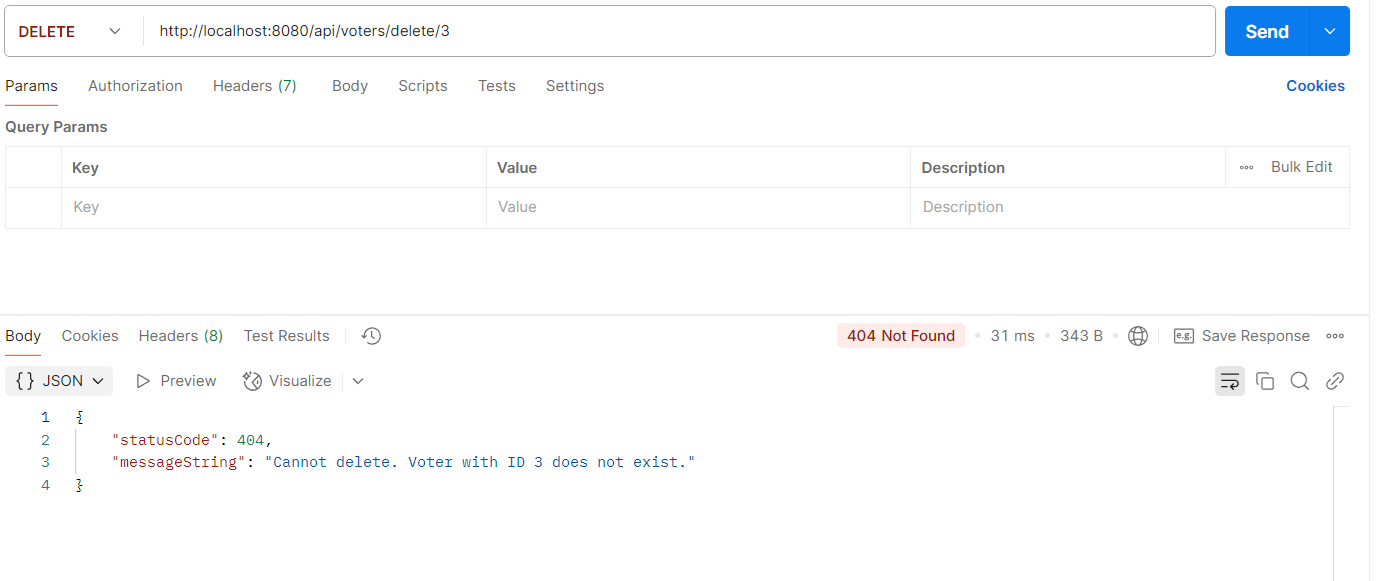 DELETE http://localhost:8080/api/voters/delete/3 Send
Params Authorization Headers (7) Body Scripts Tests Settings Cookies
Query Params
Key Value Description Bulk Edit
Key Value Description
Body Cookies Headers (8) Test Results 404 Not Found 31 ms 343 B e.g. Save Response
{} JSON Preview Visualize
1 {
2 "statusCode": 404,
3 "messageString": "Cannot delete. Voter with ID 3 does not exist."
4 }